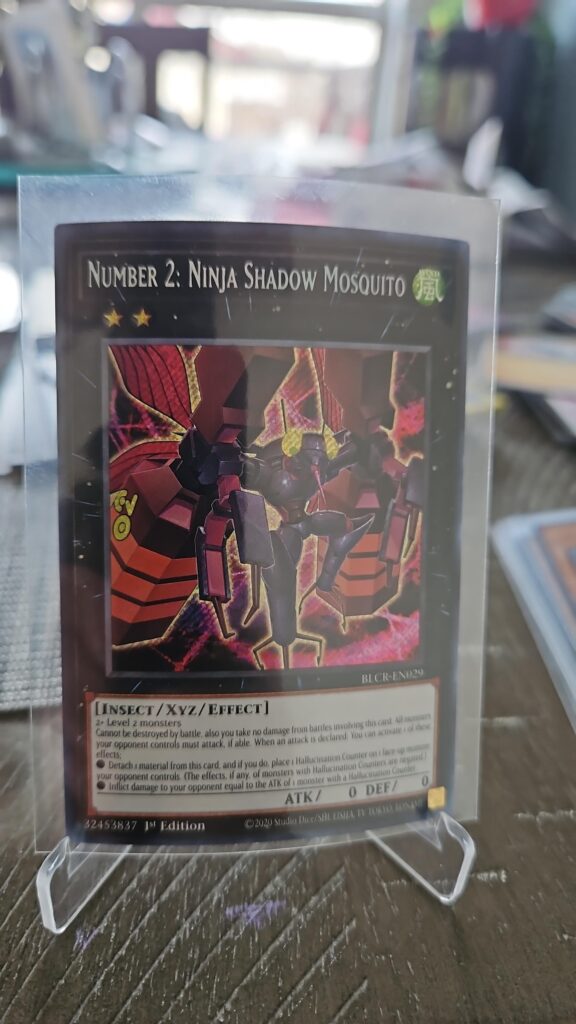 NUMBER 2: NINJA SHADOW MOSQUITO
WIND
風
BLCR-EN029
[INSECT/XYZ/EFFECT]
2+ Level 2 monsters
Cannot be destroyed by battle, also you take no damage from battles involving this card. All monsters
your opponent controls must attack, if able. When an attack is declared: You can activate 1 of these
effects;
● Detach 1 material from this card, and if you do, place 1 Hallucination Counter on 1 face-up monster
your opponent controls. (The effects, if any, of monsters with Hallucination Counters are negated.)
● Inflict damage to your opponent equal to the ATK of 1 monster with a Hallucination Counter.
ATK/ 0 DEF/ 0
32453837 1st Edition
©2020 Studio Dice/SHUEISHA, TV TOKYO, KONAMI